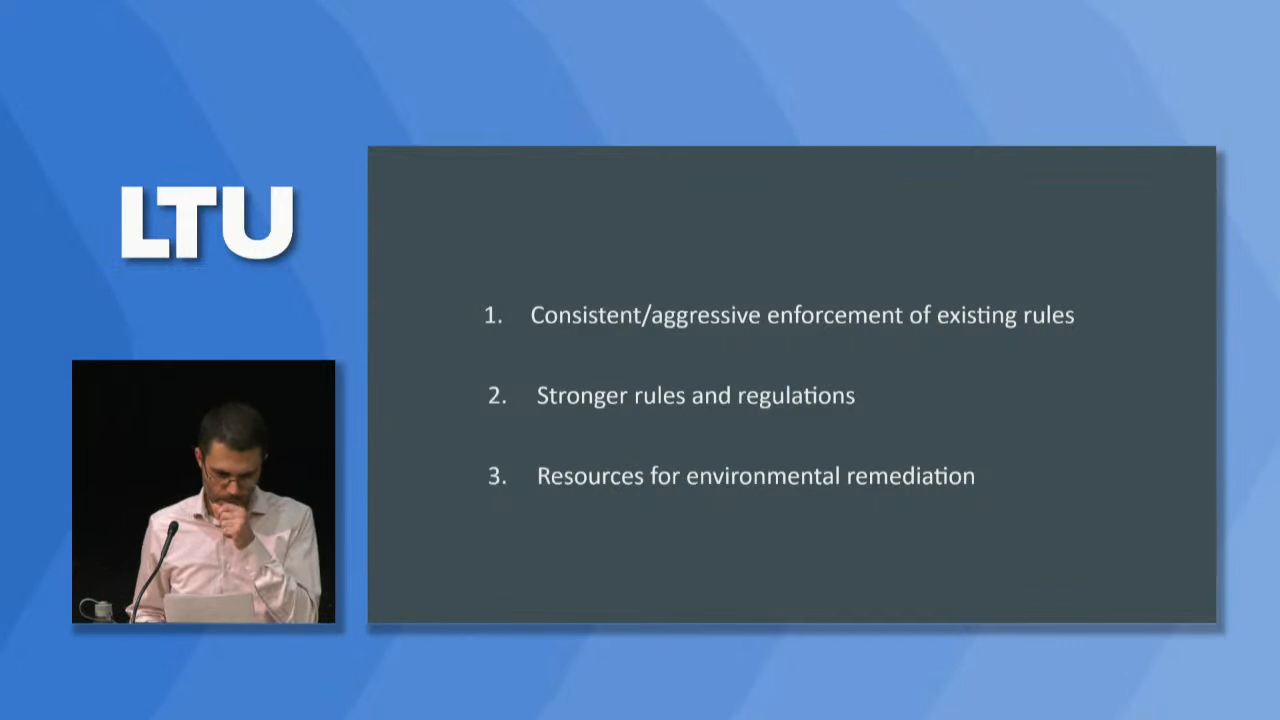 LTU
1. Consistent/aggressive enforcement of existing rules
2. Stronger rules and regulations
3. Resources for environmental remediation